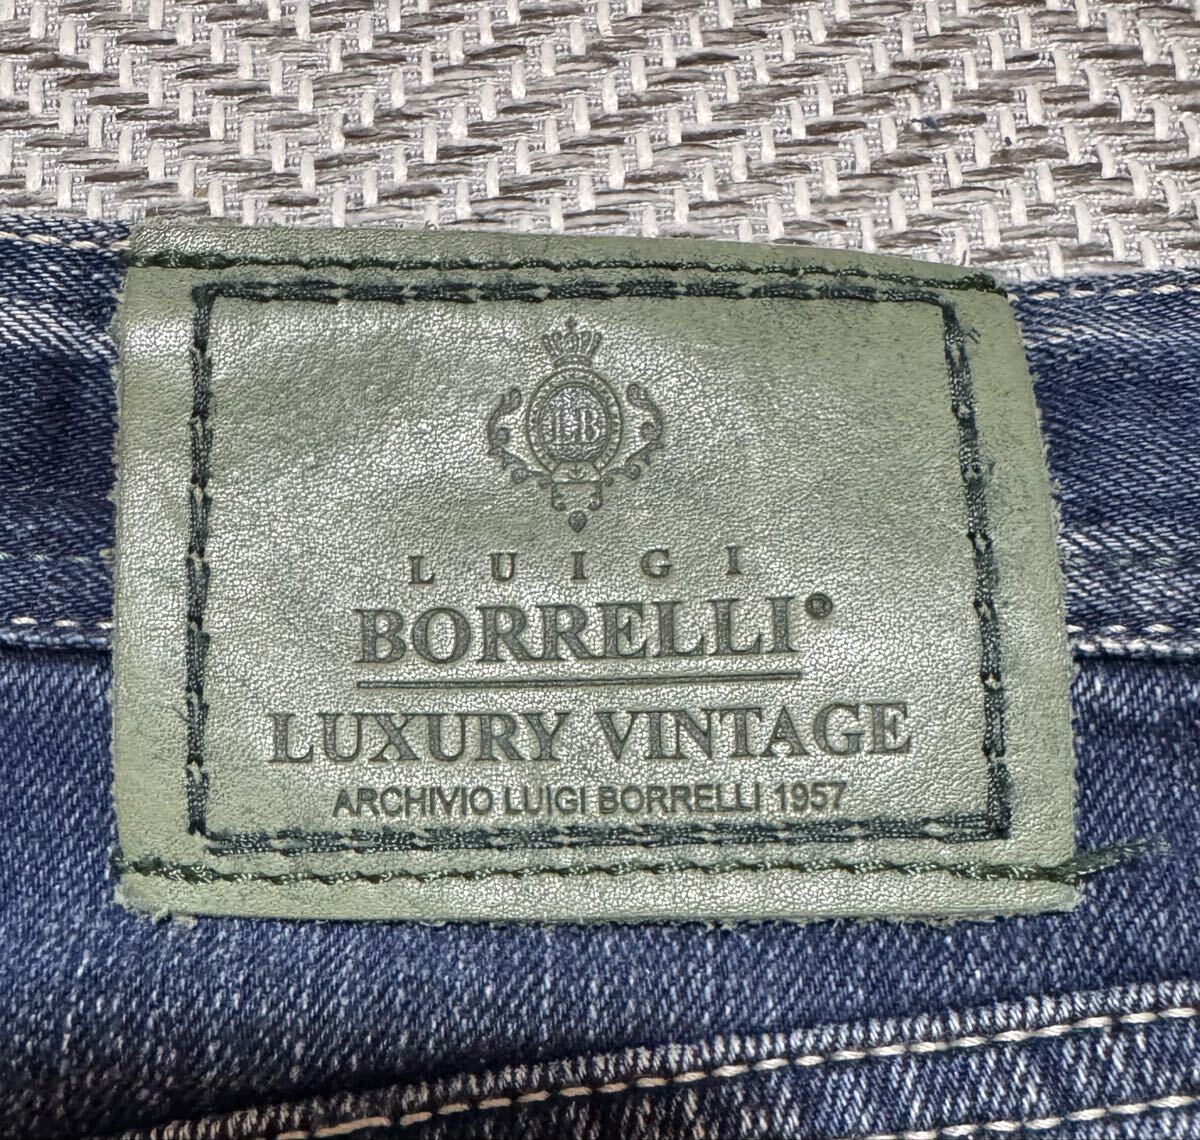 LB
LUIGI
BORRELLI®
LUXURY VINTAGE
ARCHIVIO LUIGI BORRELLI 1957